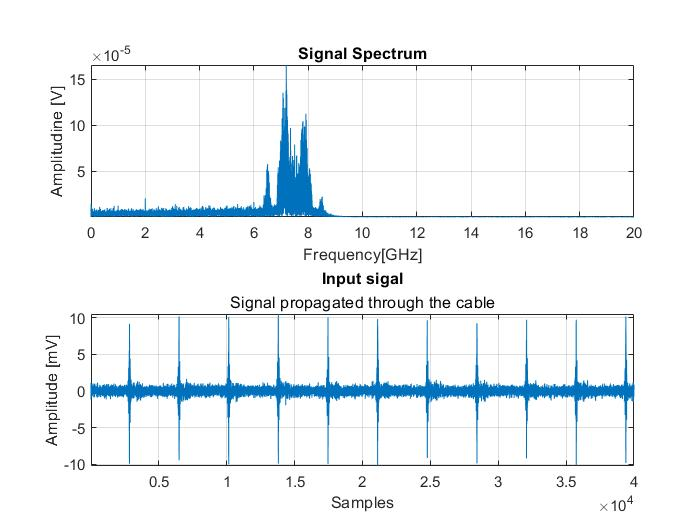 Signal Spectrum
×10-5
15
10
5
Amplitudine [V]
0 2 4 6 8 10 12 14 16 18 20
Frequency[GHz]
Input sigal
Signal propagated through the cable
10
5
0
-5
-10
Amplitude [mV]
0.5 1 1.5 2 2.5 3 3.5 4
Samples
×10 4